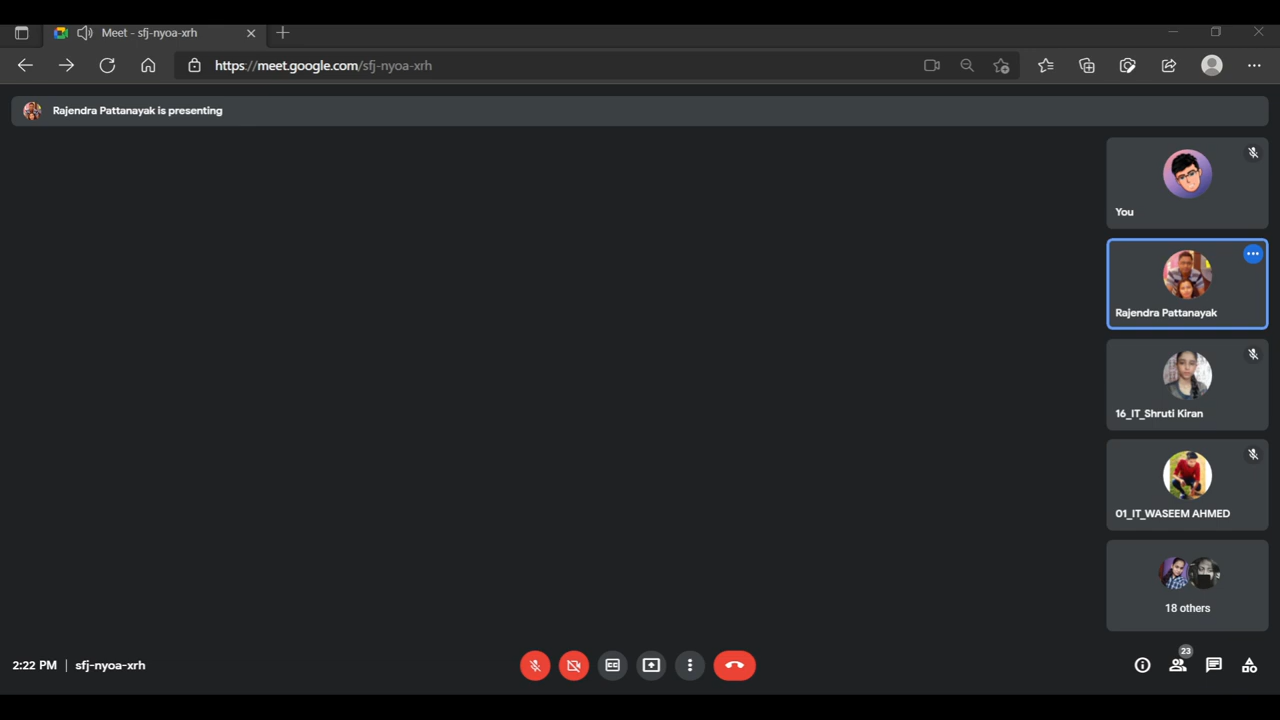 Meet - sfj-nyoa-xrh
https://meet.google.com/sfj-nyoa-xrh
Rajendra Pattanayak is presenting
You
Rajendra Pattanayak
16_IT_Shruti Kiran
01_IT_WASEEM AHMED
18 others
2:22 PM | sfj-nyoa-xrh
CC
23